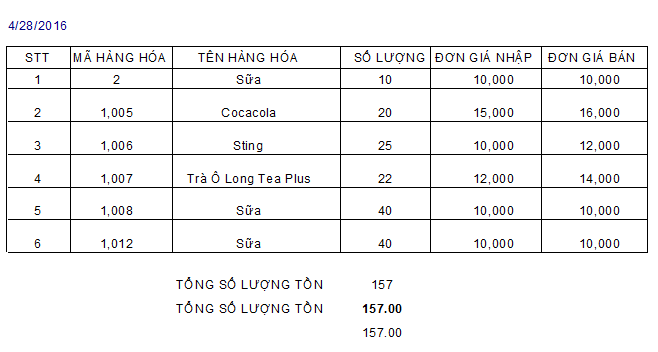 4/28/2016
STT MÃ HÀNG HÓA TÊN HÀNG HÓA SỐ LƯỢNG ĐƠN GIÁ NHẬP ĐƠN GIÁ BÁN
1 2 Sữa 10 10,000 10,000
2 1,005 Cocacola 20 15,000 16,000
3 1,006 Sting 25 10,000 12,000
4 1,007 Trà Ô Long Tea Plus 22 12,000 14,000
5 1,008 Sữa 40 10,000 10,000
6 1,012 Sữa 40 10,000 10,000
TỔNG SỐ LƯỢNG TỒN 157
TỔNG SỐ LƯỢNG TỒN 157.00
157.00